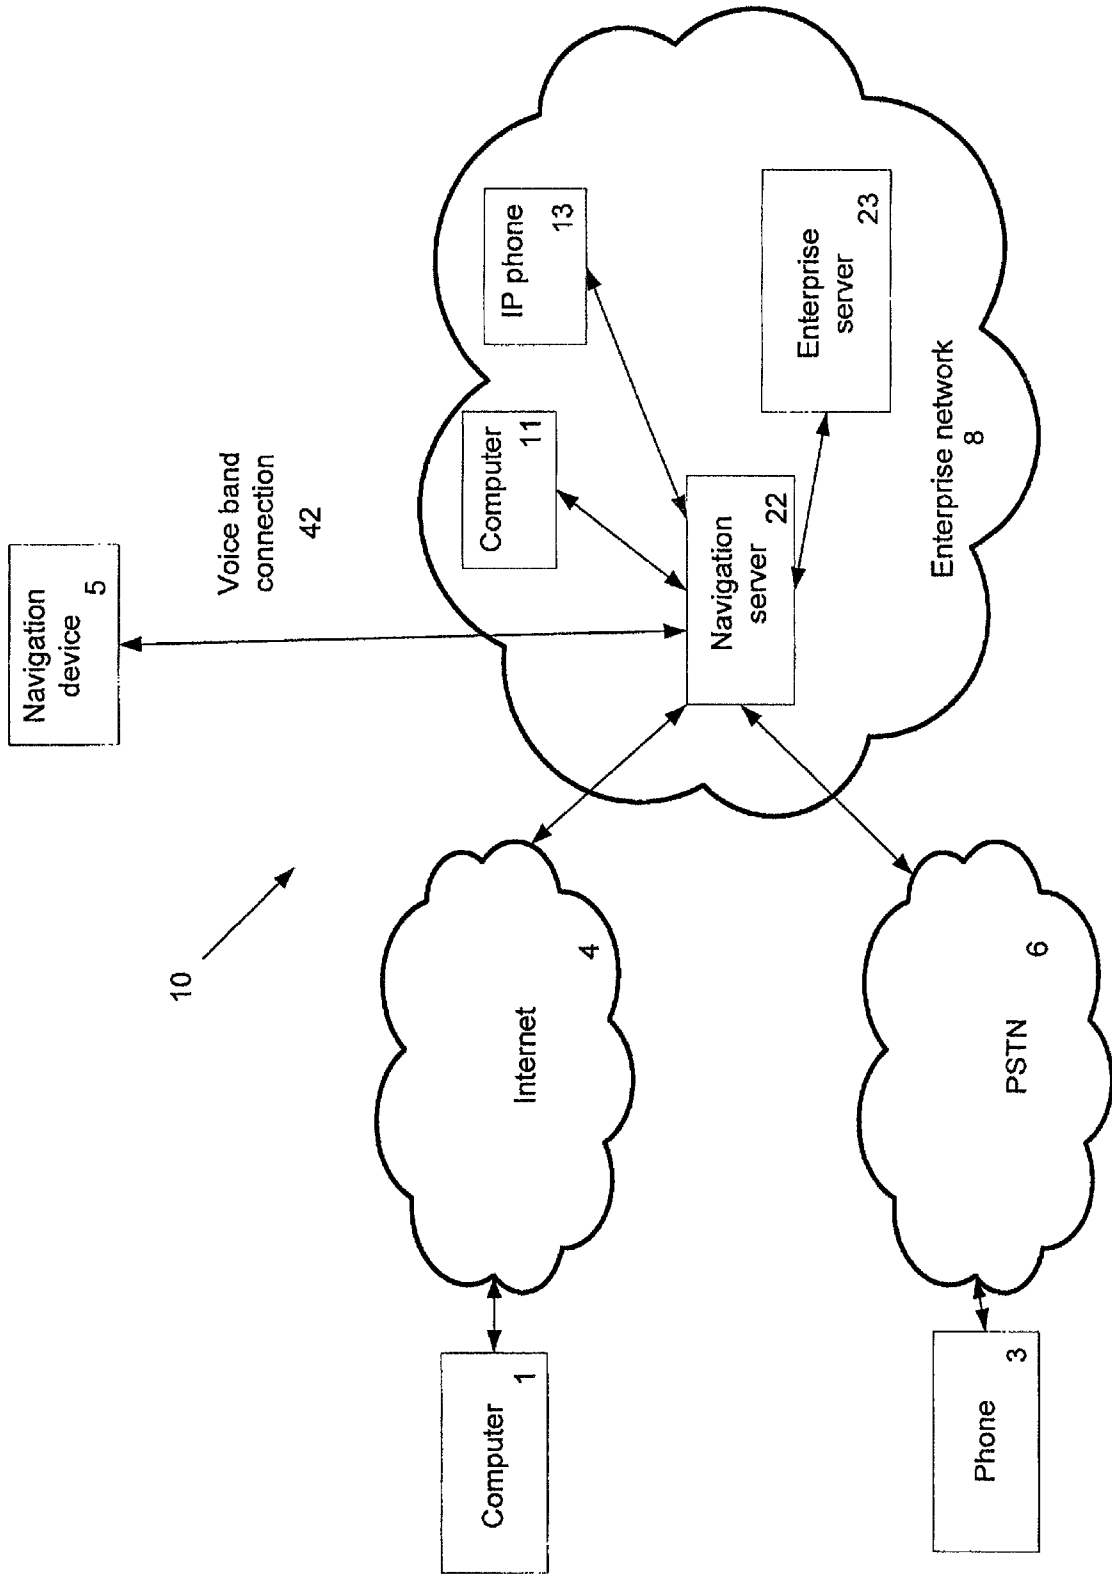 10
Navigation
device
5
Voice band
connection
42
Computer
1
Internet
4
Phone
3
PSTN
6
Computer
11
IP phone
13
Navigation
server
22
Enterprise
server
23
Enterprise network
8